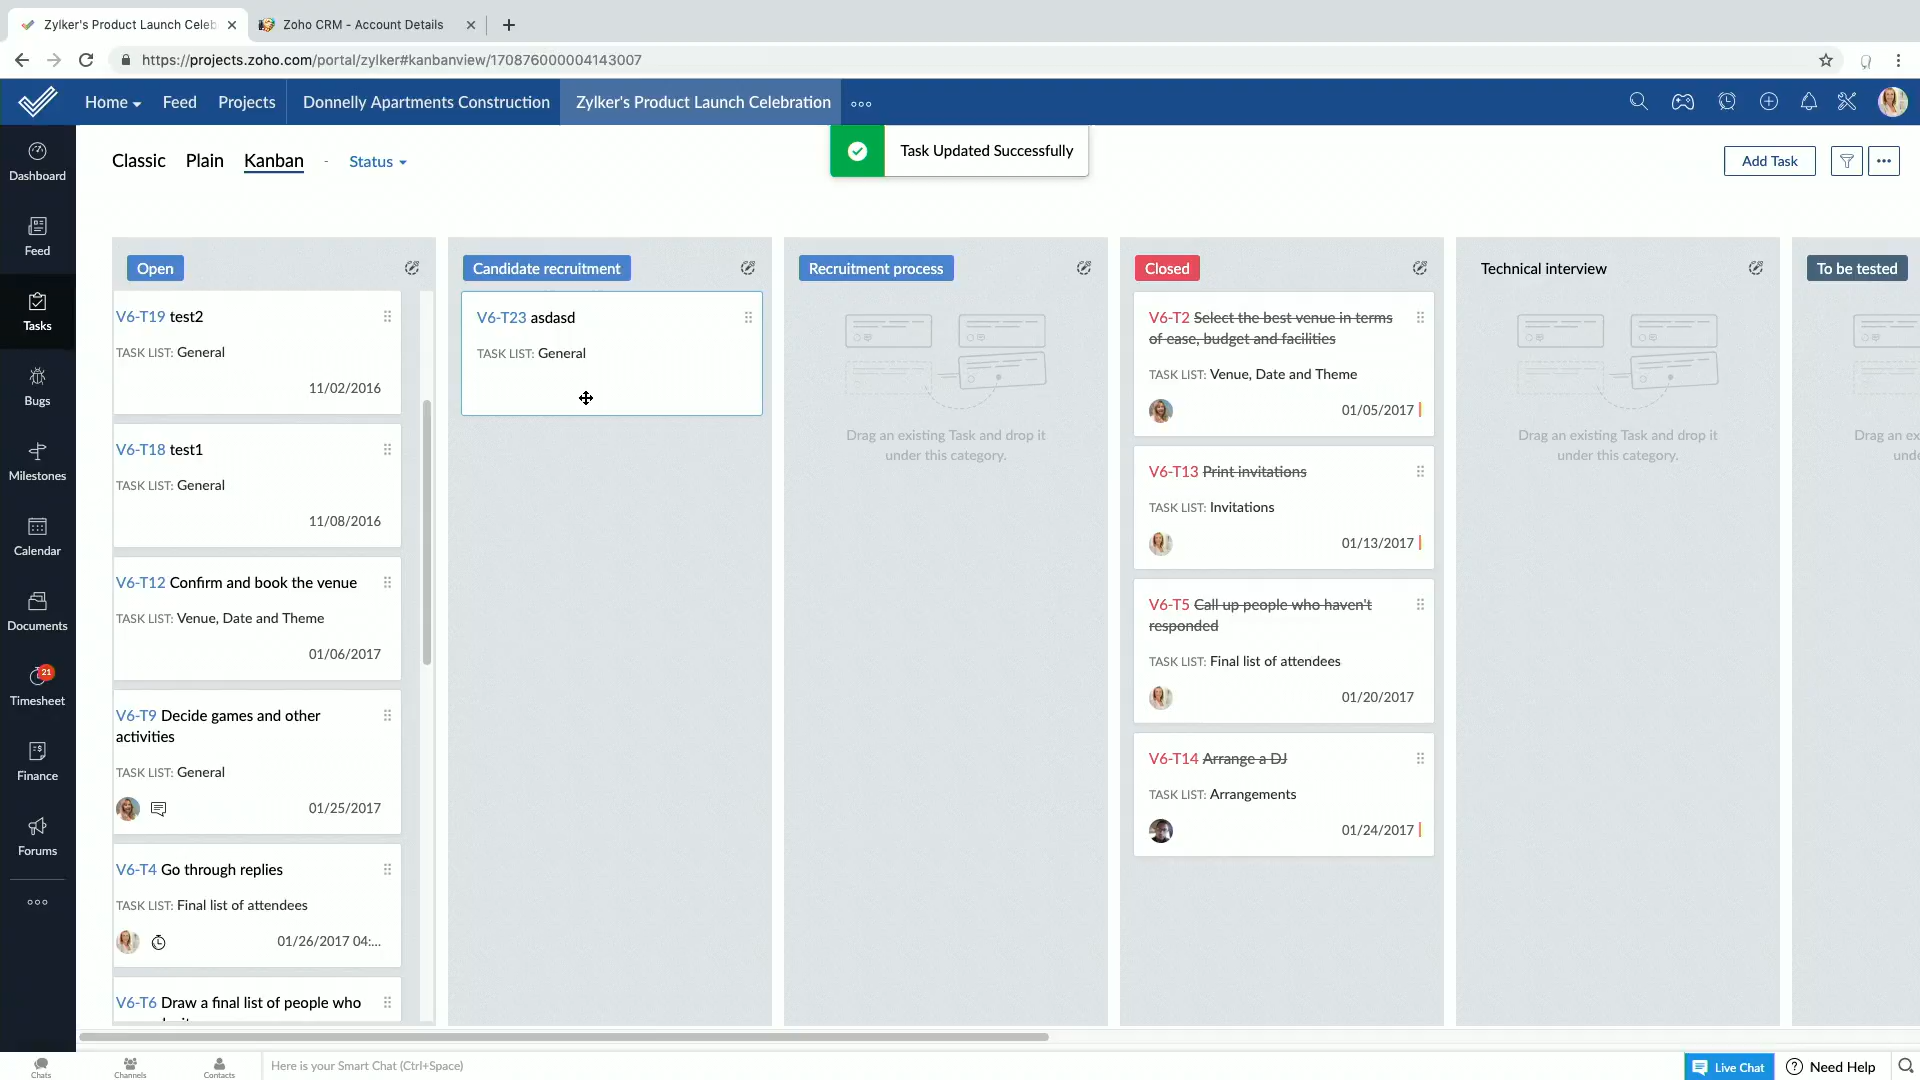 Zylker's Product Launch Celeb
Zoho CRM - Account Details
https://projects.zoho.com/portal/zylker#kanbanview/170876000004143007
Home
Feed
Projects
Donnelly Apartments Construction
Zylker's Product Launch Celebration
Dashboard
Feed
Tasks
Bugs
Milestones
Calendar
Documents
21
Timesheet
Finance
Forums
Classic
Plain
Kanban
-
Status
Task Updated Successfully
Add Task
Open
V6-T19 test2
TASK LIST: General
11/02/2016
V6-T18 test1
TASK LIST: General
11/08/2016
V6-T12 Confirm and book the venue
TASK LIST: Venue, Date and Theme
01/06/2017
V6-T9 Decide games and other
activities
TASK LIST: General
01/25/2017
V6-T4 Go through replies
TASK LIST: Final list of attendees
01/26/2017 04:...
V6-T6 Draw a final list of people who
Candidate recruitment
V6-T23 asdasd
TASK LIST: General
Recruitment process
Drag an existing Task and drop it
under this category.
Closed
V6-T2 Select the best venue in terms
of ease, budget and facilities
TASK LIST: Venue, Date and Theme
01/05/2017
V6-T13 Print invitations
TASK LIST: Invitations
01/13/2017
V6-T5 Call up people who haven't
responded
TASK LIST: Final list of attendees
01/20/2017
V6-T14 Arrange a DJ
TASK LIST: Arrangements
01/24/2017
Technical interview
Drag an existing Task and drop it
under this category.
To be tested
Drag an ex
unde
Chats
Channels
Contacts
Here is your Smart Chat (Ctrl+Space)
Live Chat
Need Help